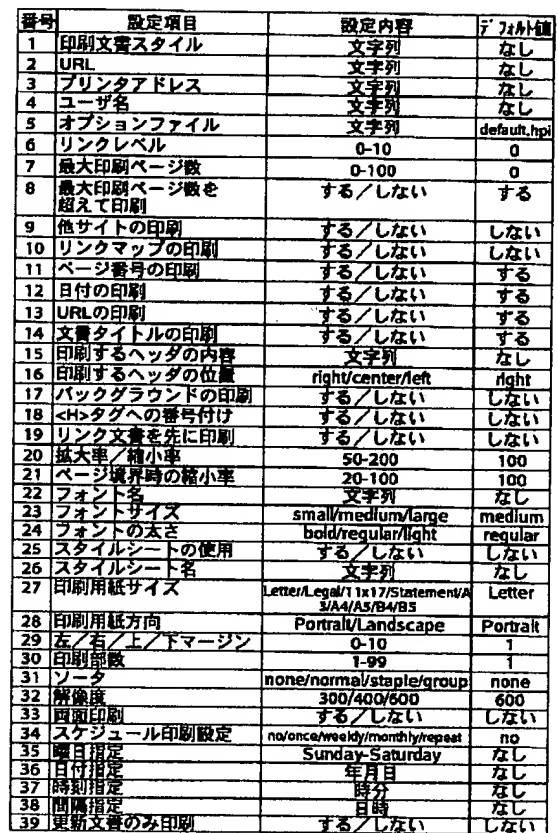 番号 設定項目 設定内容 デフォルト値
1 印刷文書スタイル 文字列 なし
2 URL 文字列 なし
3 プリンタアドレス 文字列 なし
4 ユーザ名 文字列 なし
5 オプションファイル 文字列 default.hpi
6 リンクレベル 0-10 0
7 最大印刷ページ数 0-100 0
8 最大印刷ページ数を する／しない する
超えて印刷
9 他サイトの印刷 する／しない しない
10 リンクマップの印刷 する／しない しない
11 ページ番号の印刷 する／しない する
12 日付の印刷 する／しない する
13 URLの印刷 する／しない する
14 文書タイトルの印刷 する／しない する
15 印刷するヘッダの内容 文字列 なし
16 印刷するヘッダの位置 right/center/left right
17 バックグラウンドの印刷 する／しない しない
18 <H>タグへの番号付け する／しない しない
19 リンク文書を先に印刷 する／しない しない
20 拡大率／縮小率 50-200 100
21 ページ境界時の縮小率 20-100 100
22 フォント名 文字列 なし
23 フォントサイズ small/medium/large medium
24 フォントの太さ bold/regular/light regular
25 スタイルシートの使用 する／しない しない
26 スタイルシート名 文字列 なし
27 印刷用紙サイズ Letter/Legal/11x17/Statement/A Letter
3/A4/A5/B4/B5
28 印刷用紙方向 Portrait/Landscape Portrait
29 左／右／上／下マージン 0-10 1
30 印刷部数 1-99 1
31 ソータ none/normal/staple/group none
32 解像度 300/400/600 600
33 両面印刷 する／しない しない
34 スケジュール印刷設定 no/once/weekly/monthly/repeat no
35 曜日指定 Sunday-Saturday なし
36 日付指定 年月日 なし
37 時刻指定 時分 なし
38 間隔指定 日時 なし
39 更新文書のみ印刷 する／しない しない